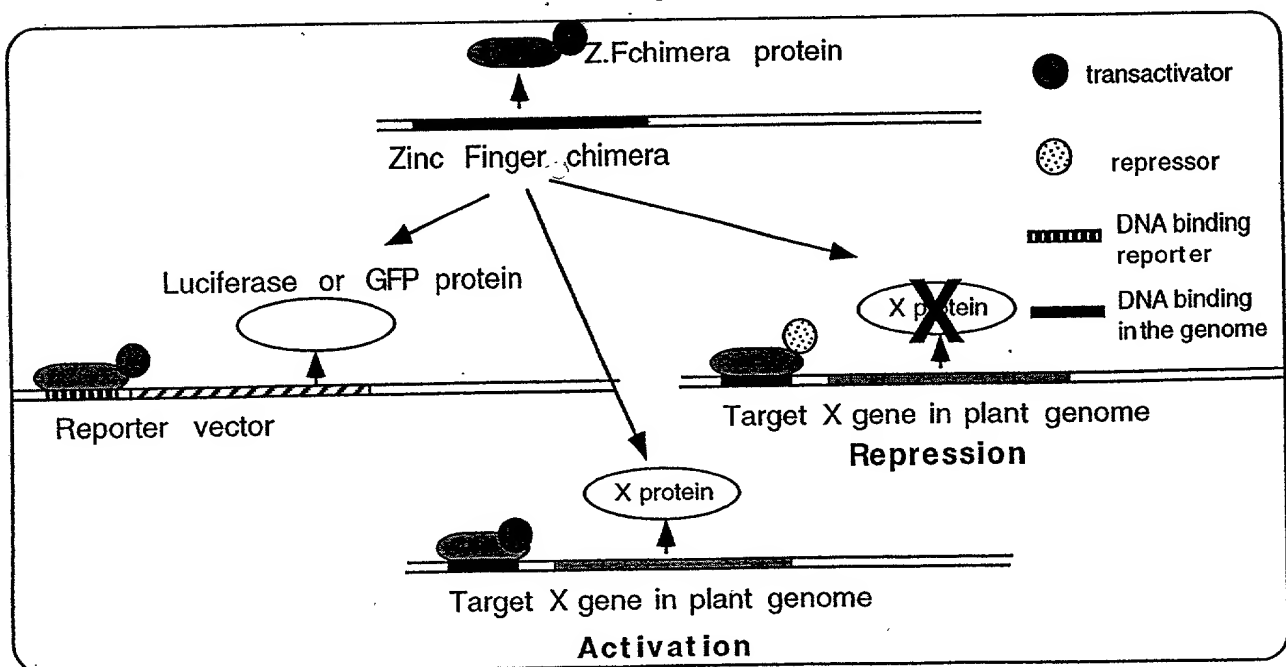 Z.Fchimera protein
transactivator
Zinc Finger chimera
repressor
DNA binding
reporter
DNA binding
in the genome
Luciferase or GFP protein
X protein
Reporter vector
Target X gene in plant genome
Repression
X protein
Target X gene in plant genome
Activation